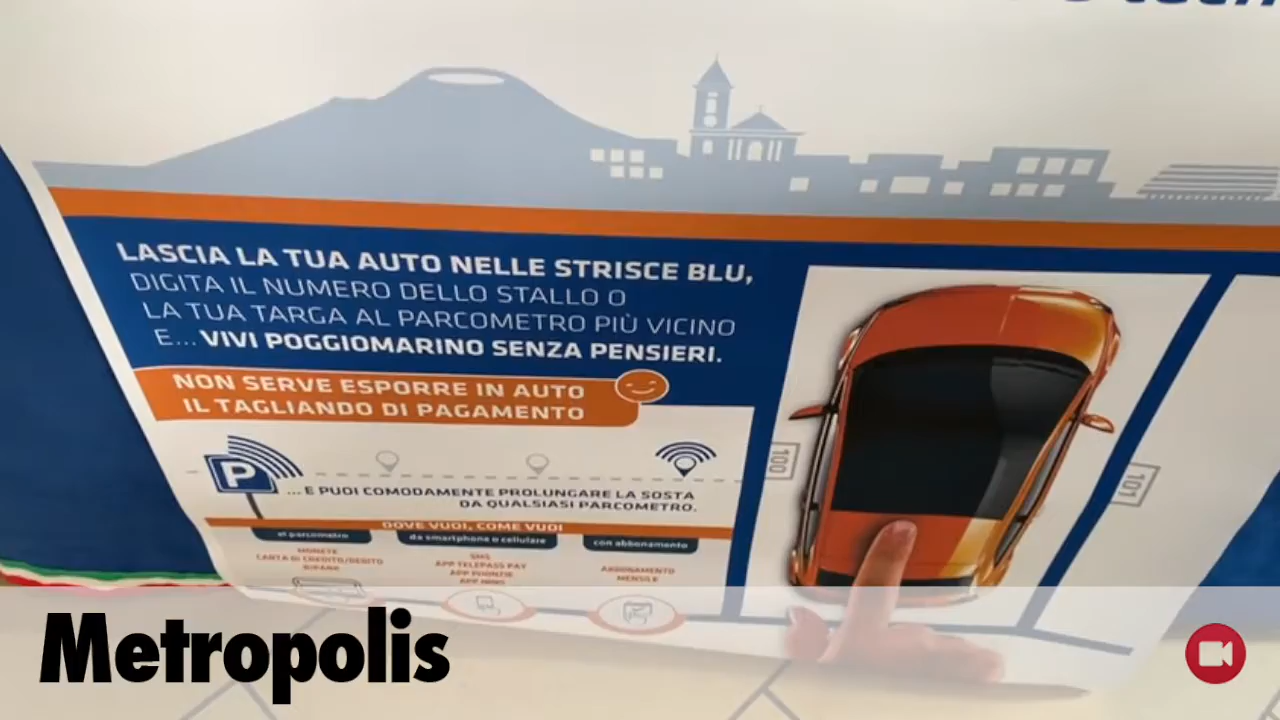 LASCIA LA TUA AUTO NELLE STRISCE BLU,
DIGITA IL NUMERO DELLO STALLO O
LA TUA TARGA AL PARCOMETRO PIÙ VICINO
E... VIVI POGGIOMARINO SENZA PENSIERI.
NON SERVE ESPORRE IN AUTO
IL TAGLIANDO DI PAGAMENTO
P
... E PUOI COMODAMENTE PROLUNGARE LA SOSTA
DA QUALSIASI PARCOMETRO.
DOVE VUOI, COME VUOI
al parcometro
MONETE
CARTA DI CREDITO/DEBITO
da smartphone o cellulare
SMS
APP TELEPASS PAY
APP PHONZIE
con abbonamento
ABBONAMENTO
MENSILE
100
101
Metropolis